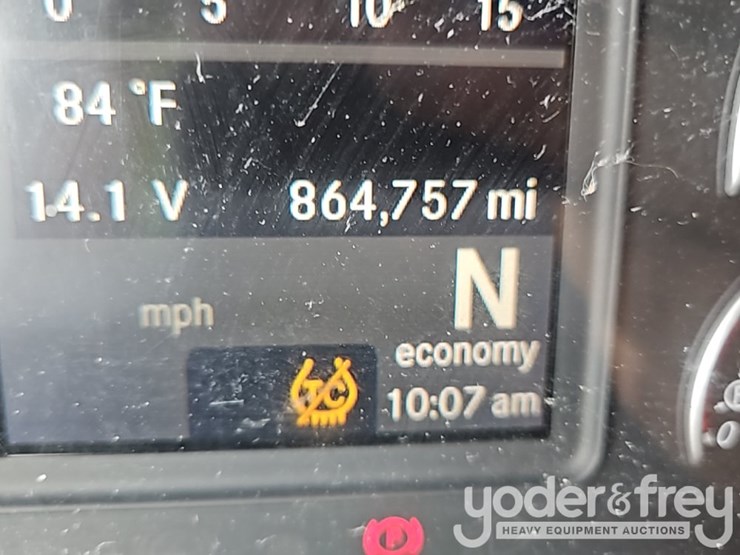 0 5 10 15
84 °F
14.1 V 864,757 mi
N
mph
economy
TC
10:07 am
yoder&frey
HEAVY EQUIPMENT AUCTIONS